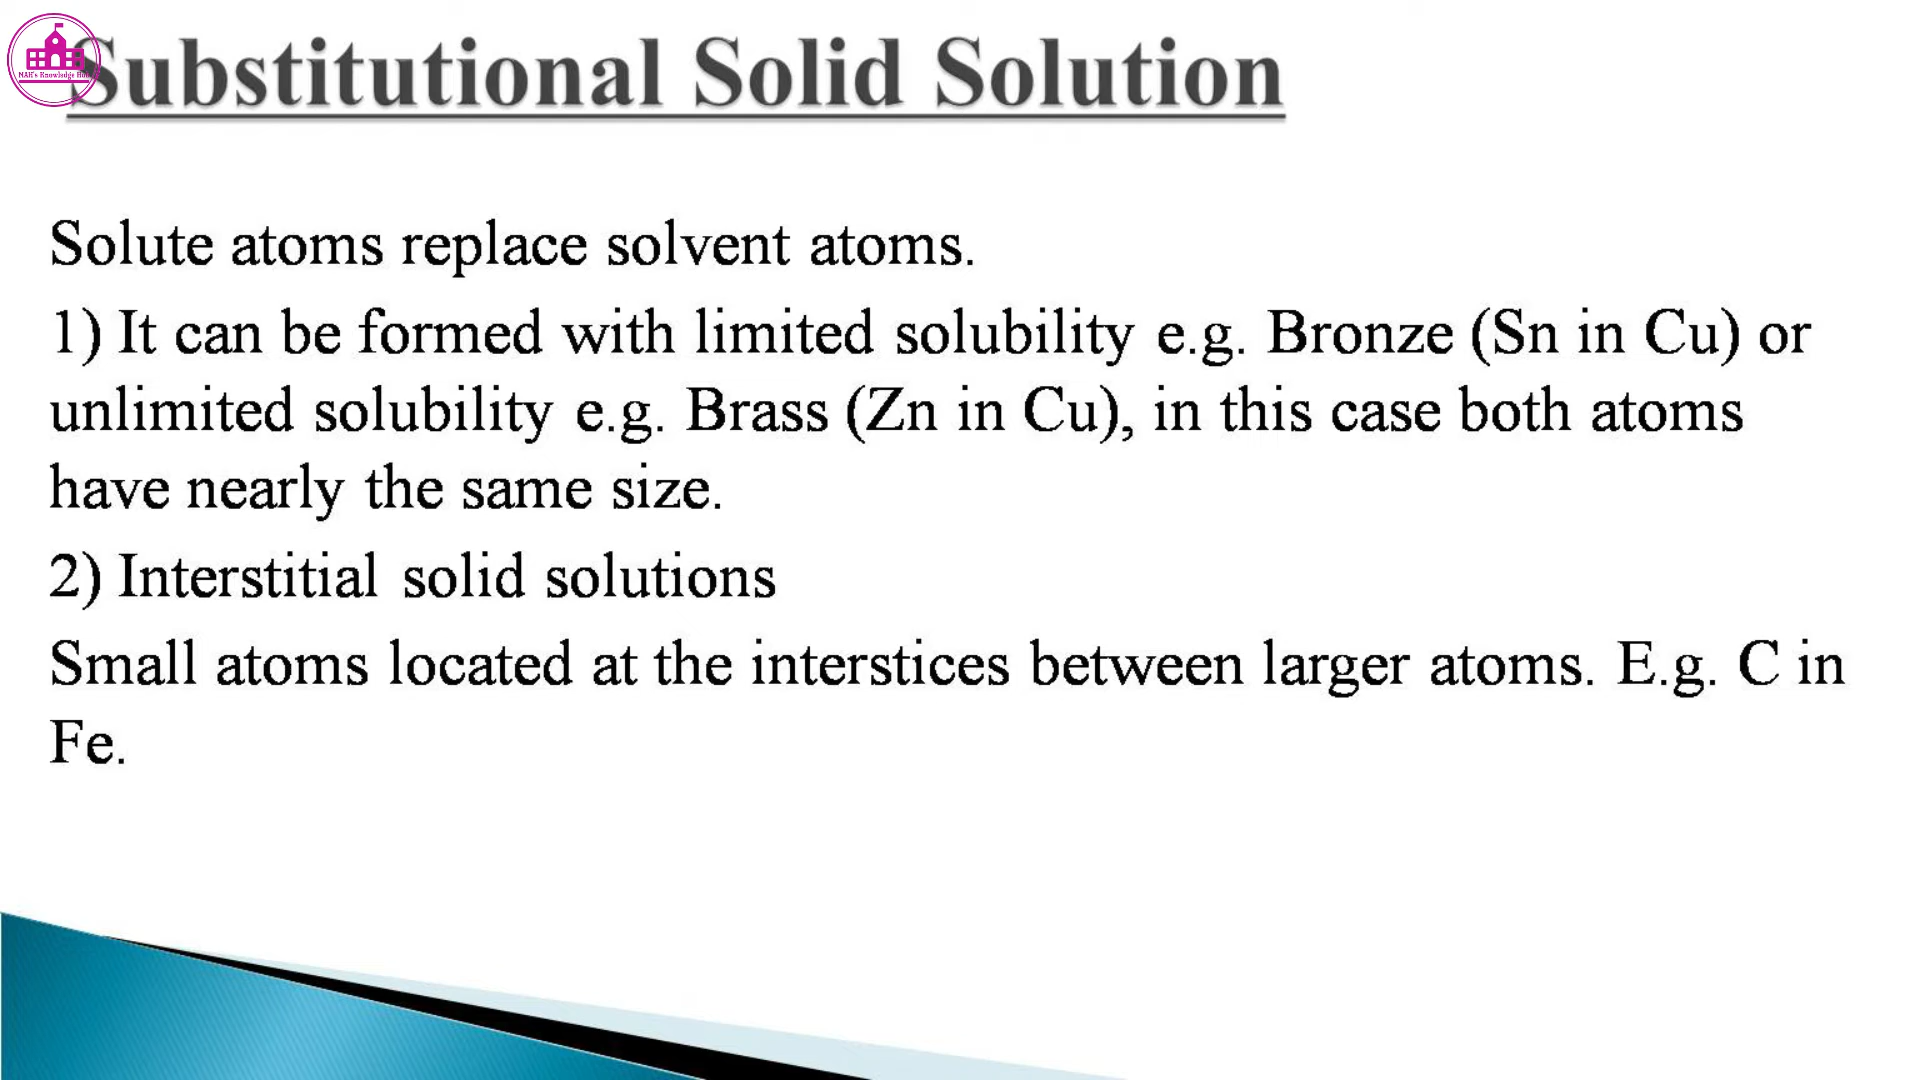 Substitutional Solid Solution
Solute atoms replace solvent atoms.
1) It can be formed with limited solubility e.g. Bronze (Sn in Cu) or
unlimited solubility e.g. Brass (Zn in Cu), in this case both atoms
have nearly the same size.
2) Interstitial solid solutions
Small atoms located at the interstices between larger atoms. E.g. C in
Fe.